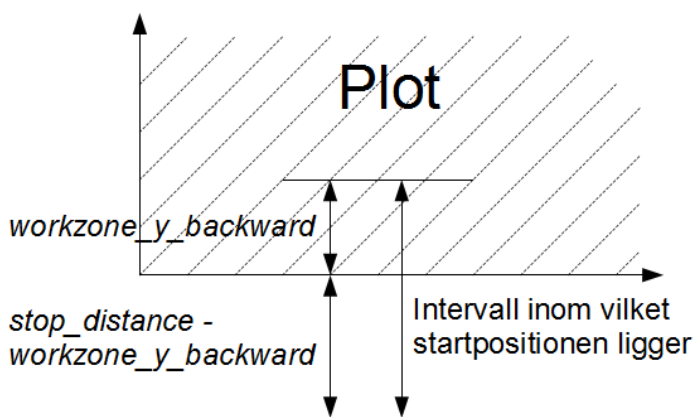 Plot
workzone_y_backward
stop_distance -
workzone_y_backward
Intervall inom vilket
startpositionen ligger